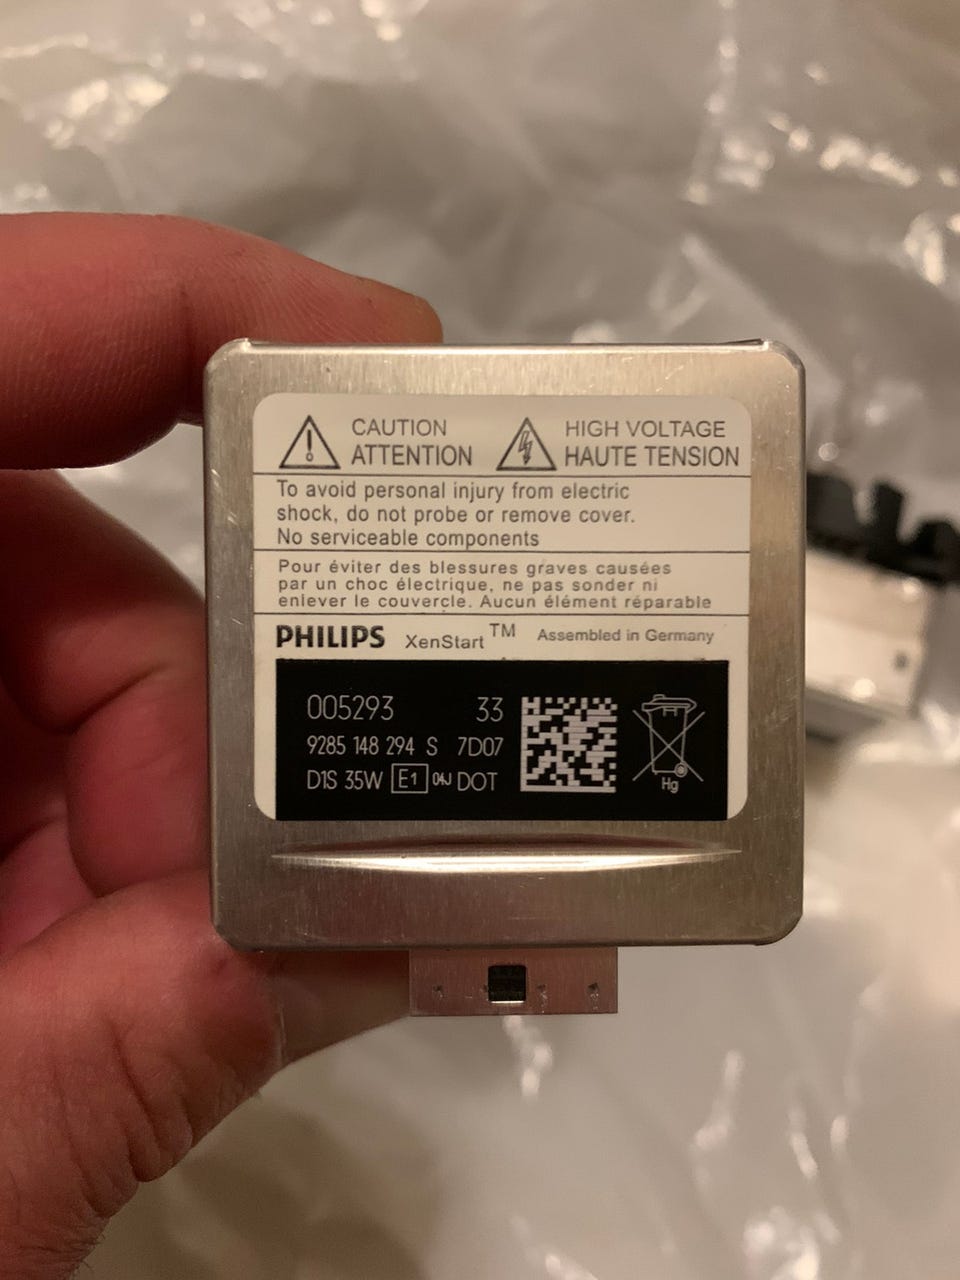 CAUTION
ATTENTION
HIGH VOLTAGE
HAUTE TENSION
To avoid personal injury from electric
shock, do not probe or remove cover.
No serviceable components
Pour éviter des blessures graves causées
par un choc électrique, ne pas sonder ni
enlever le couvercle. Aucun élément réparable
PHILIPS XenStart™ Assembled in Germany
005293 33
9285 148 294 S 7D07
D1S 35W E1 04J DOT
Hg